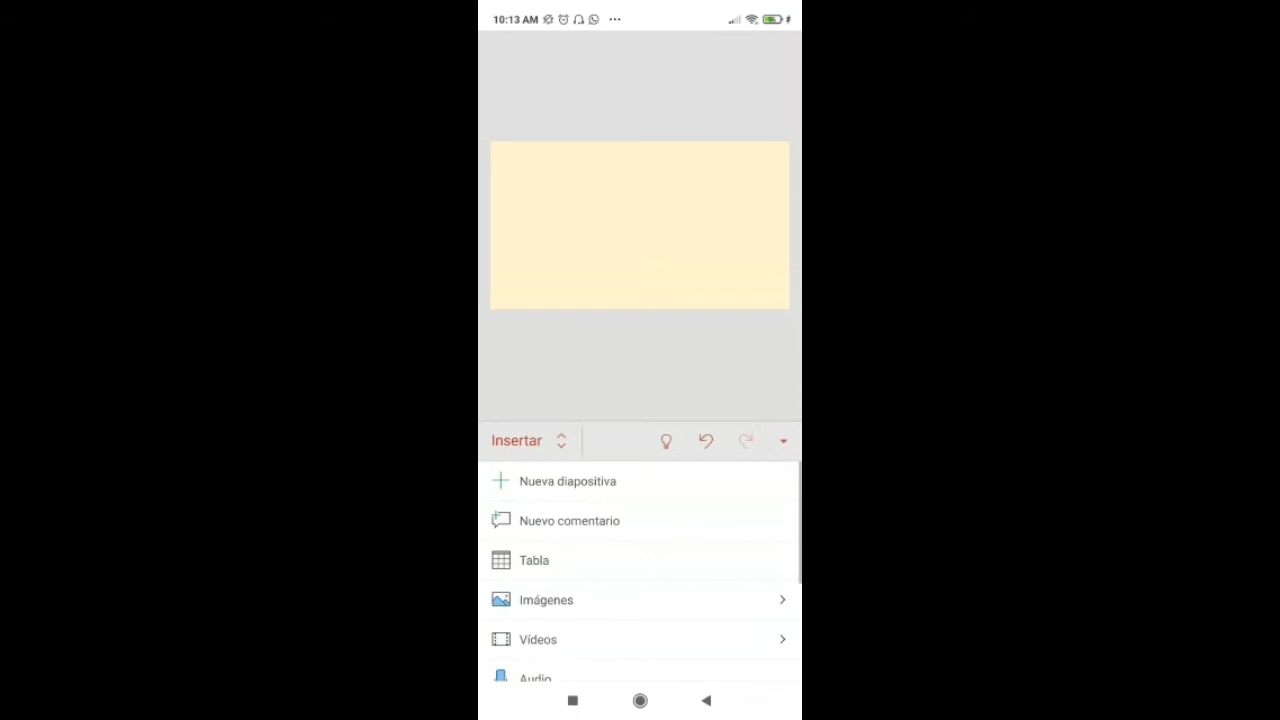 10:13 AM
Insertar
Nueva diapositiva
Nuevo comentario
Tabla
Imágenes
Vídeos
Audio